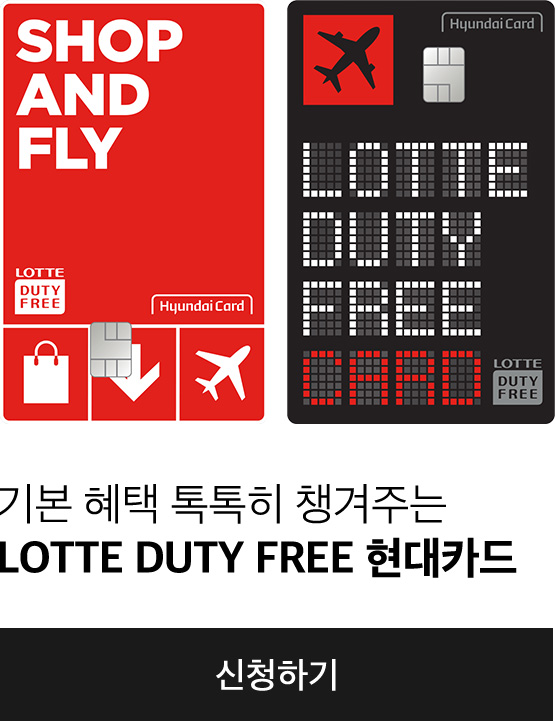 SHOP
AND
FLY
LOTTE
DUTY
FREE
Hyundai Card
Hyundai Card
LOTTE
DUTY
FREE
CARD
LOTTE
DUTY
FREE
기본 혜택 톡톡히 챙겨주는
LOTTE DUTY FREE 현대카드
신청하기